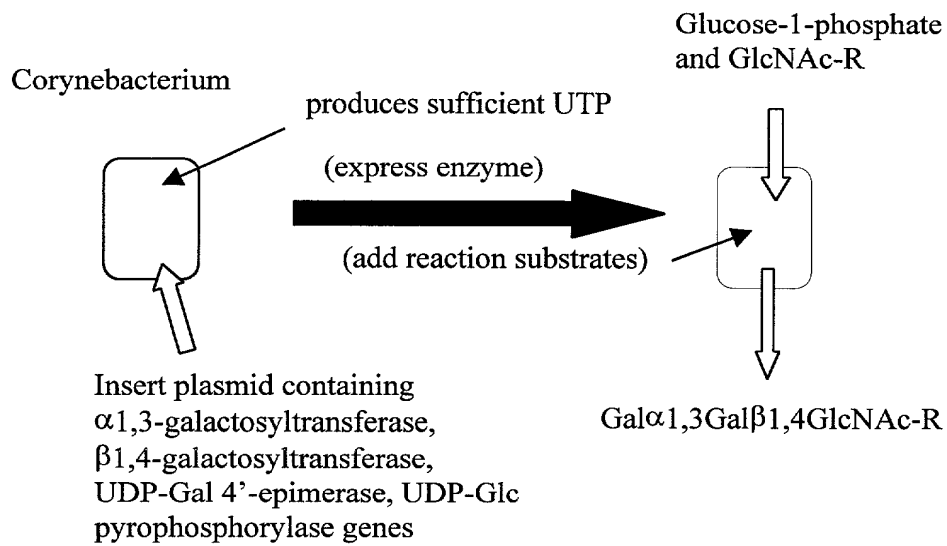 Corynebacterium
produces sufficient UTP
(express enzyme)
(add reaction substrates)
Insert plasmid containing
α1,3-galactosyltransferase,
β1,4-galactosyltransferase,
UDP-Gal 4’-epimerase, UDP-Glc
pyrophosphorylase genes
Glucose-1-phosphate
and GlcNAc-R
Galα1,3Galβ1,4GlcNAc-R